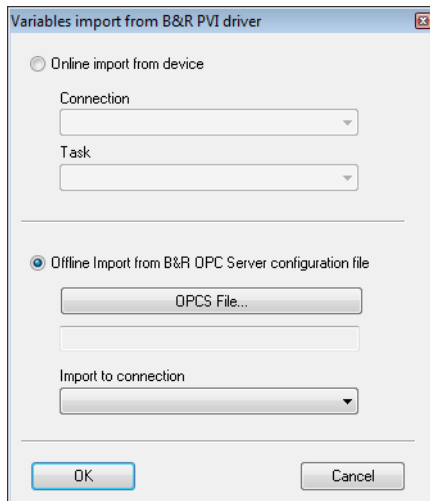 Variables import from B&R PVI driver
Online import from device
Connection
Task
Offline Import from B&R OPC Server configuration file
OPCS File...
Import to connection
OK Cancel